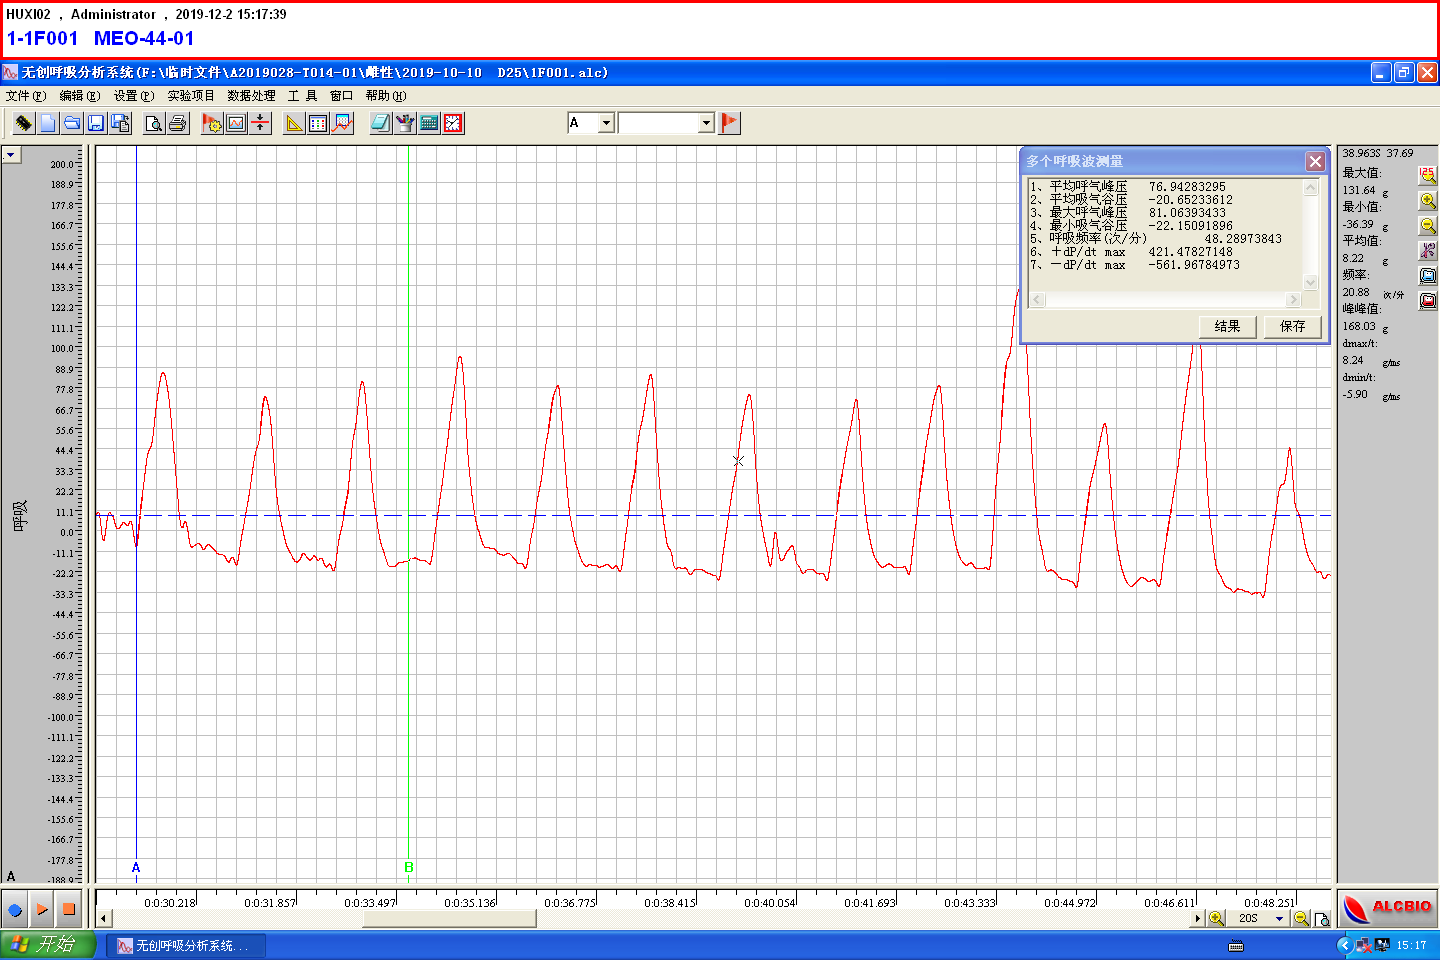 HUXI02 , Administrator , 2019-12-2 15:17:39
1-1F001 MEO-44-01
无创呼吸分析系统(F:\临时文件\A2019028-T014-01\雌性\2019-10-10 D25\1F001.alc)
文件(F) 编辑(E) 设置(P) 实验项目 数据处理 工 具 窗口 帮助(H)
A
200.0
188.9
177.8
166.7
155.6
144.4
133.3
122.2
111.1
100.0
88.9
77.8
66.7
55.6
44.4
33.3
22.2
11.1
0.0
-11.1
-22.2
-33.3
-44.4
-55.6
-66.7
-77.8
-88.9
-100.0
-111.1
-122.2
-133.3
-144.4
-155.6
-166.7
-177.8
-188.9
呼吸
A
A
B
多个呼吸波测量
1、平均呼气峰压 76.94283295
2、平均吸气谷压 -20.65233612
3、最大呼气峰压 81.06393433
4、最小吸气谷压 -22.15091896
5、呼吸频率(次/分) 48.28973843
6、＋dP/dt max 421.47827148
7、－dP/dt max -561.96784973
结果 保存
38.963S 37.69
最大值:
131.64 g
最小值:
-36.39 g
平均值:
8.22 g
频率:
20.88 次/分
峰峰值:
168.03 g
dmax/t:
8.24 g/ms
dmin/t:
-5.90 g/ms
125
0:0:30.218 0:0:31.857 0:0:33.497 0:0:35.136 0:0:36.775 0:0:38.415 0:0:40.054 0:0:41.693 0:0:43.333 0:0:44.972 0:0:46.611 0:0:48.251
20S
ALCBIO
开始 无创呼吸分析系统... 15:17